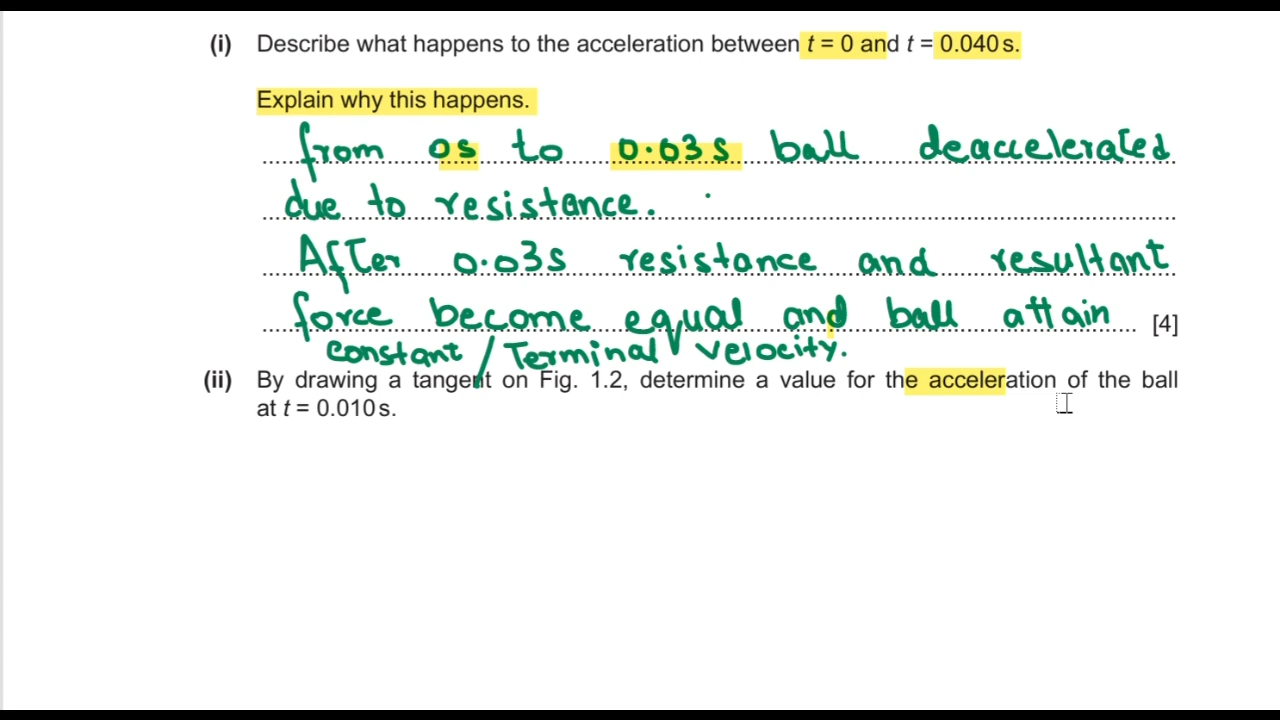 (i) Describe what happens to the acceleration between t = 0 and t = 0.040 s.
Explain why this happens.
from 0s to 0.03s ball deaccelerated
due to resistance.
After 0.03s resistance and resultant
force become equal and ball attain [4]
constant / Terminal velocity.
(ii) By drawing a tangent on Fig. 1.2, determine a value for the acceleration of the ball
at t = 0.010 s.